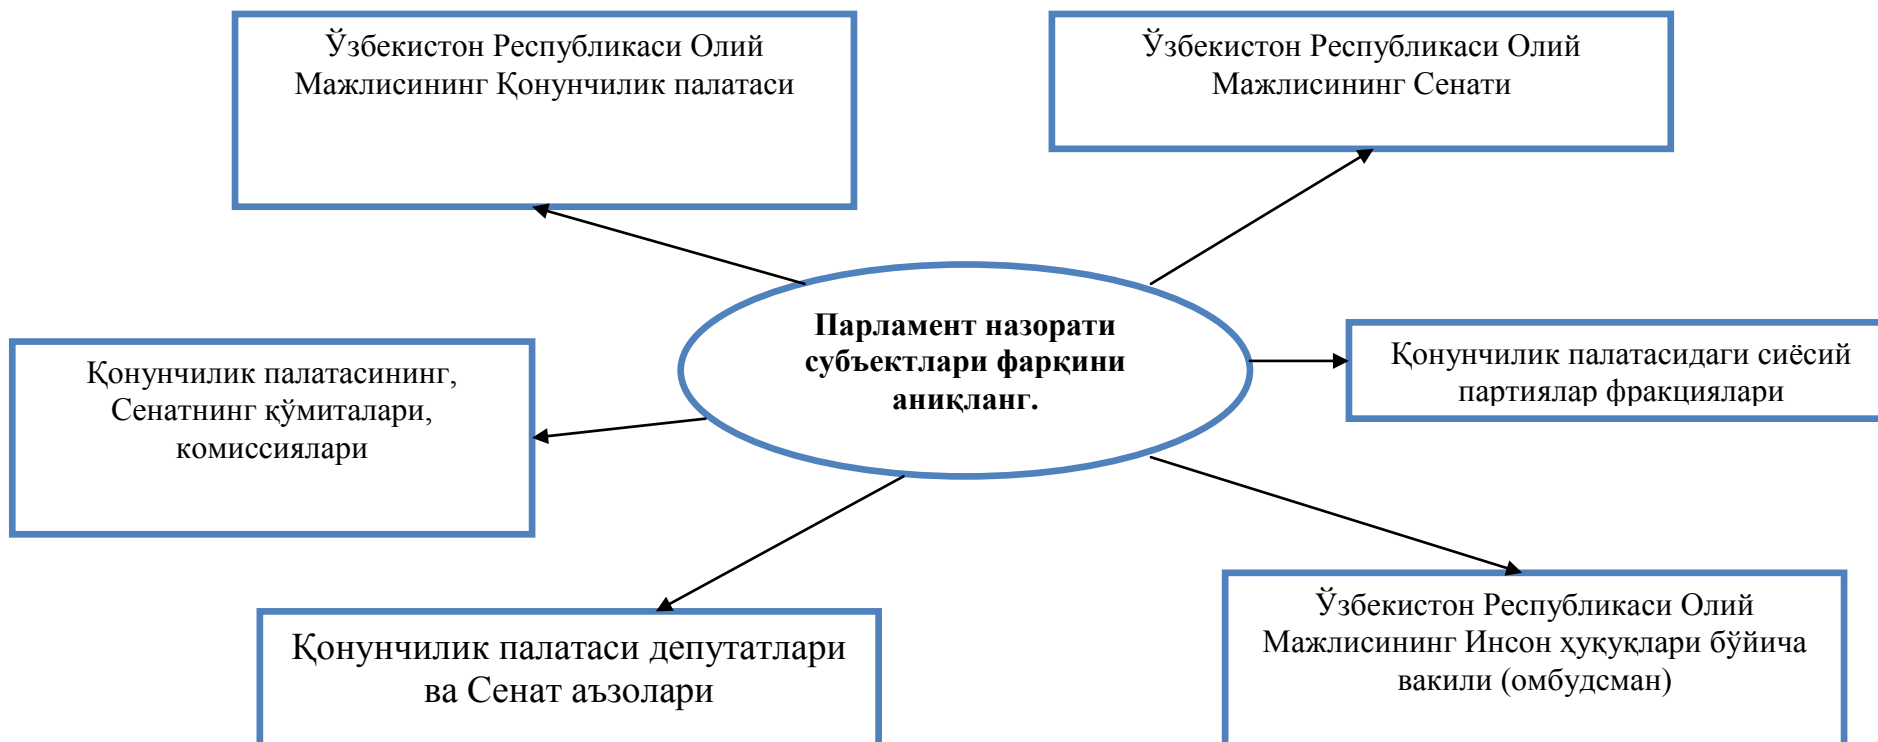 Ўзбекистон Республикаси Олий
Мажлисининг Қонунчилик палатаси
Ўзбекистон Республикаси Олий
Мажлисининг Сенати
Парламент назорати
субъектлари фарқини
аниқланг.
Қонунчилик палатасидаги сиёсий
партиялар фракциялари
Қонунчилик палатасининг,
Сенатнинг қўмиталари,
комиссиялари
Қонунчилик палатаси депутатлари
ва Сенат аъзолари
Ўзбекистон Республикаси Олий
Мажлисининг Инсон ҳуқуқлари бўйича
вакили (омбудсман)